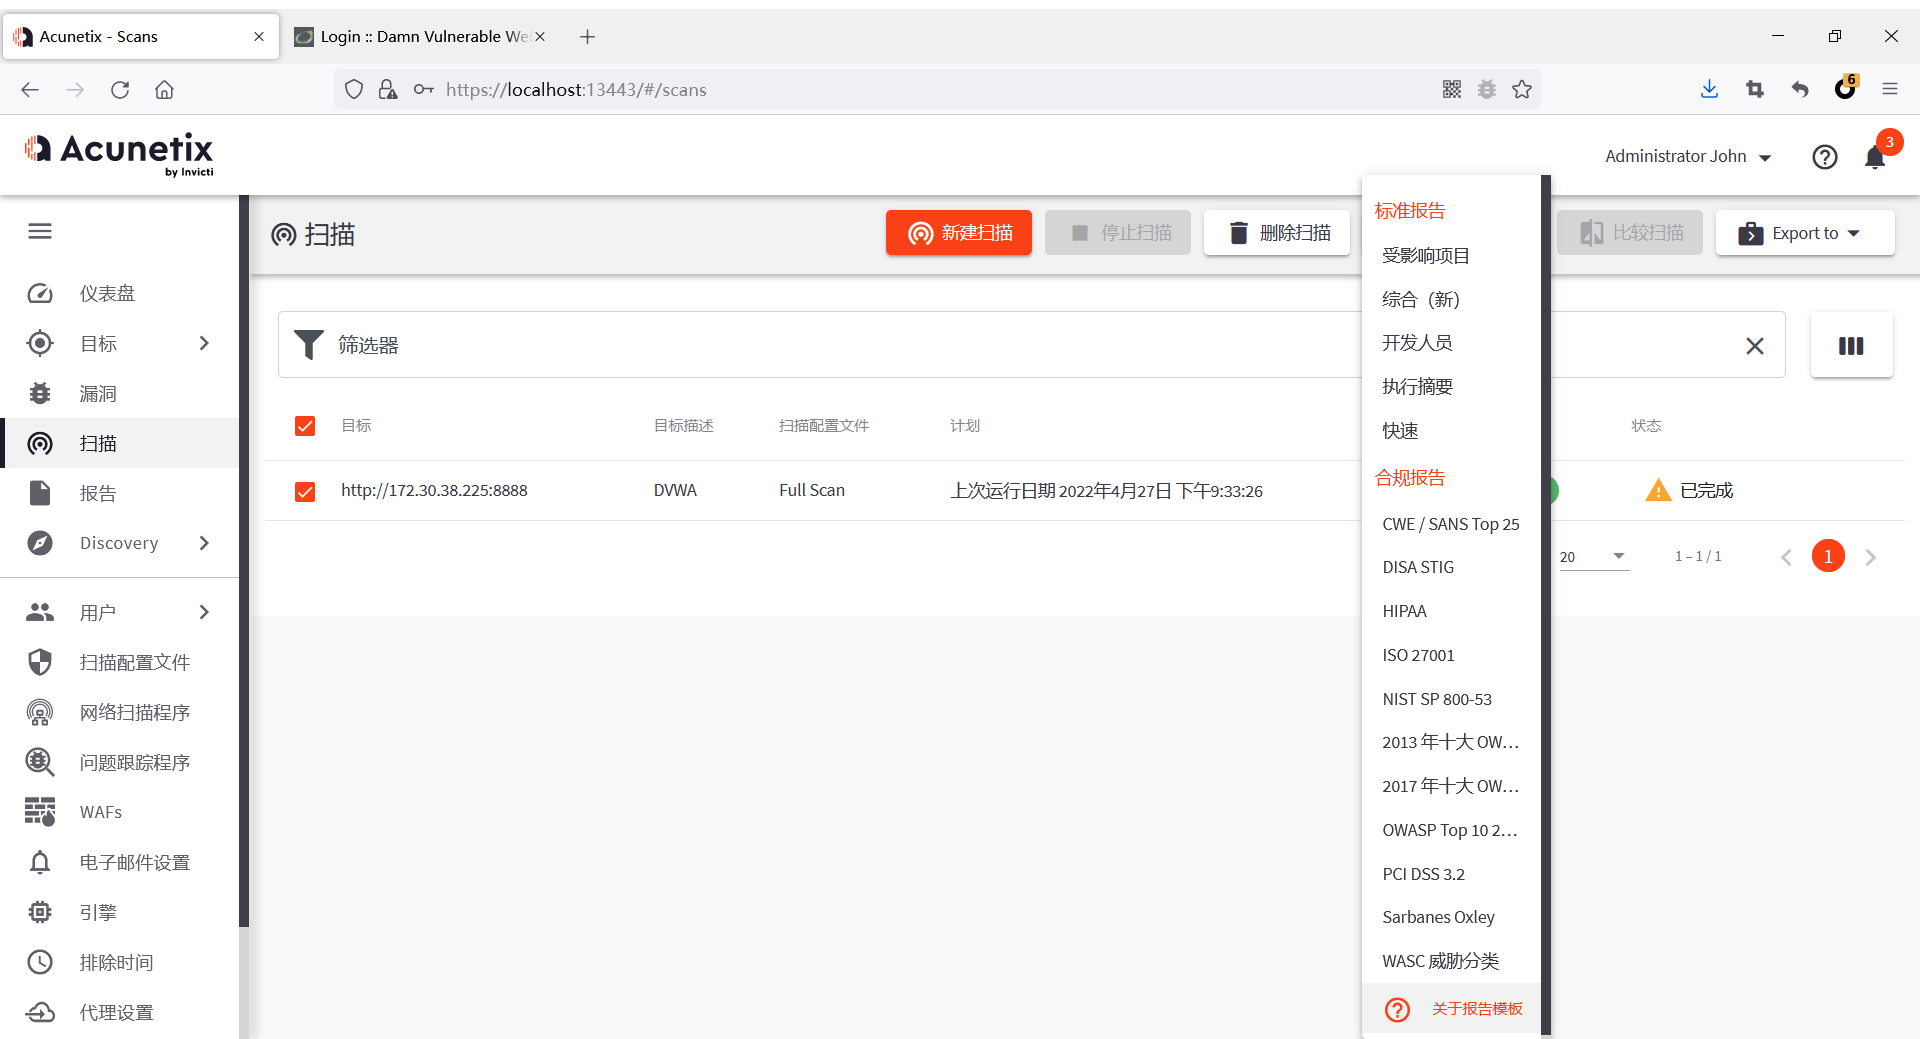 Acunetix - Scans
Login :: Damn Vulnerable We
https://localhost:13443/#/scans
6
Acunetix
by Invicti
Administrator John
3
扫描
新建扫描
停止扫描
删除扫描
比较扫描
Export to
仪表盘
目标
漏洞
扫描
报告
Discovery
用户
扫描配置文件
网络扫描程序
问题跟踪程序
WAFs
电子邮件设置
引擎
排除时间
代理设置
筛选器
目标 目标描述 扫描配置文件 计划 状态
http://172.30.38.225:8888 DVWA Full Scan 上次运行日期 2022年4月27日 下午9:33:26 已完成
20 1 – 1 / 1 1
标准报告
受影响项目
综合（新）
开发人员
执行摘要
快速
合规报告
CWE / SANS Top 25
DISA STIG
HIPAA
ISO 27001
NIST SP 800-53
2013 年十大 OW...
2017 年十大 OW...
OWASP Top 10 2...
PCI DSS 3.2
Sarbanes Oxley
WASC 威胁分类
关于报告模板